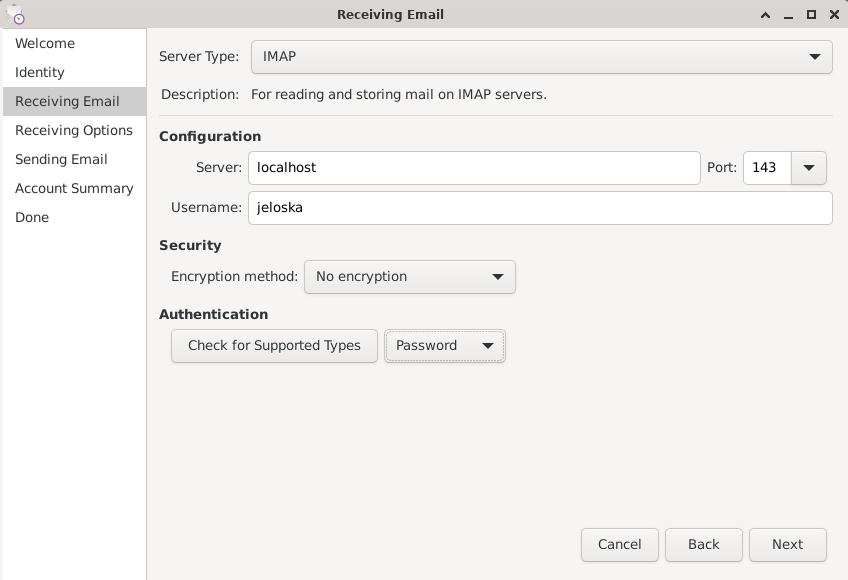 Receiving Email
Welcome
Identity
Receiving Email
Receiving Options
Sending Email
Account Summary
Done
Server Type: IMAP
Description: For reading and storing mail on IMAP servers.
Configuration
Server: localhost Port: 143
Username: jeloska
Security
Encryption method: No encryption
Authentication
Check for Supported Types Password
Cancel Back Next